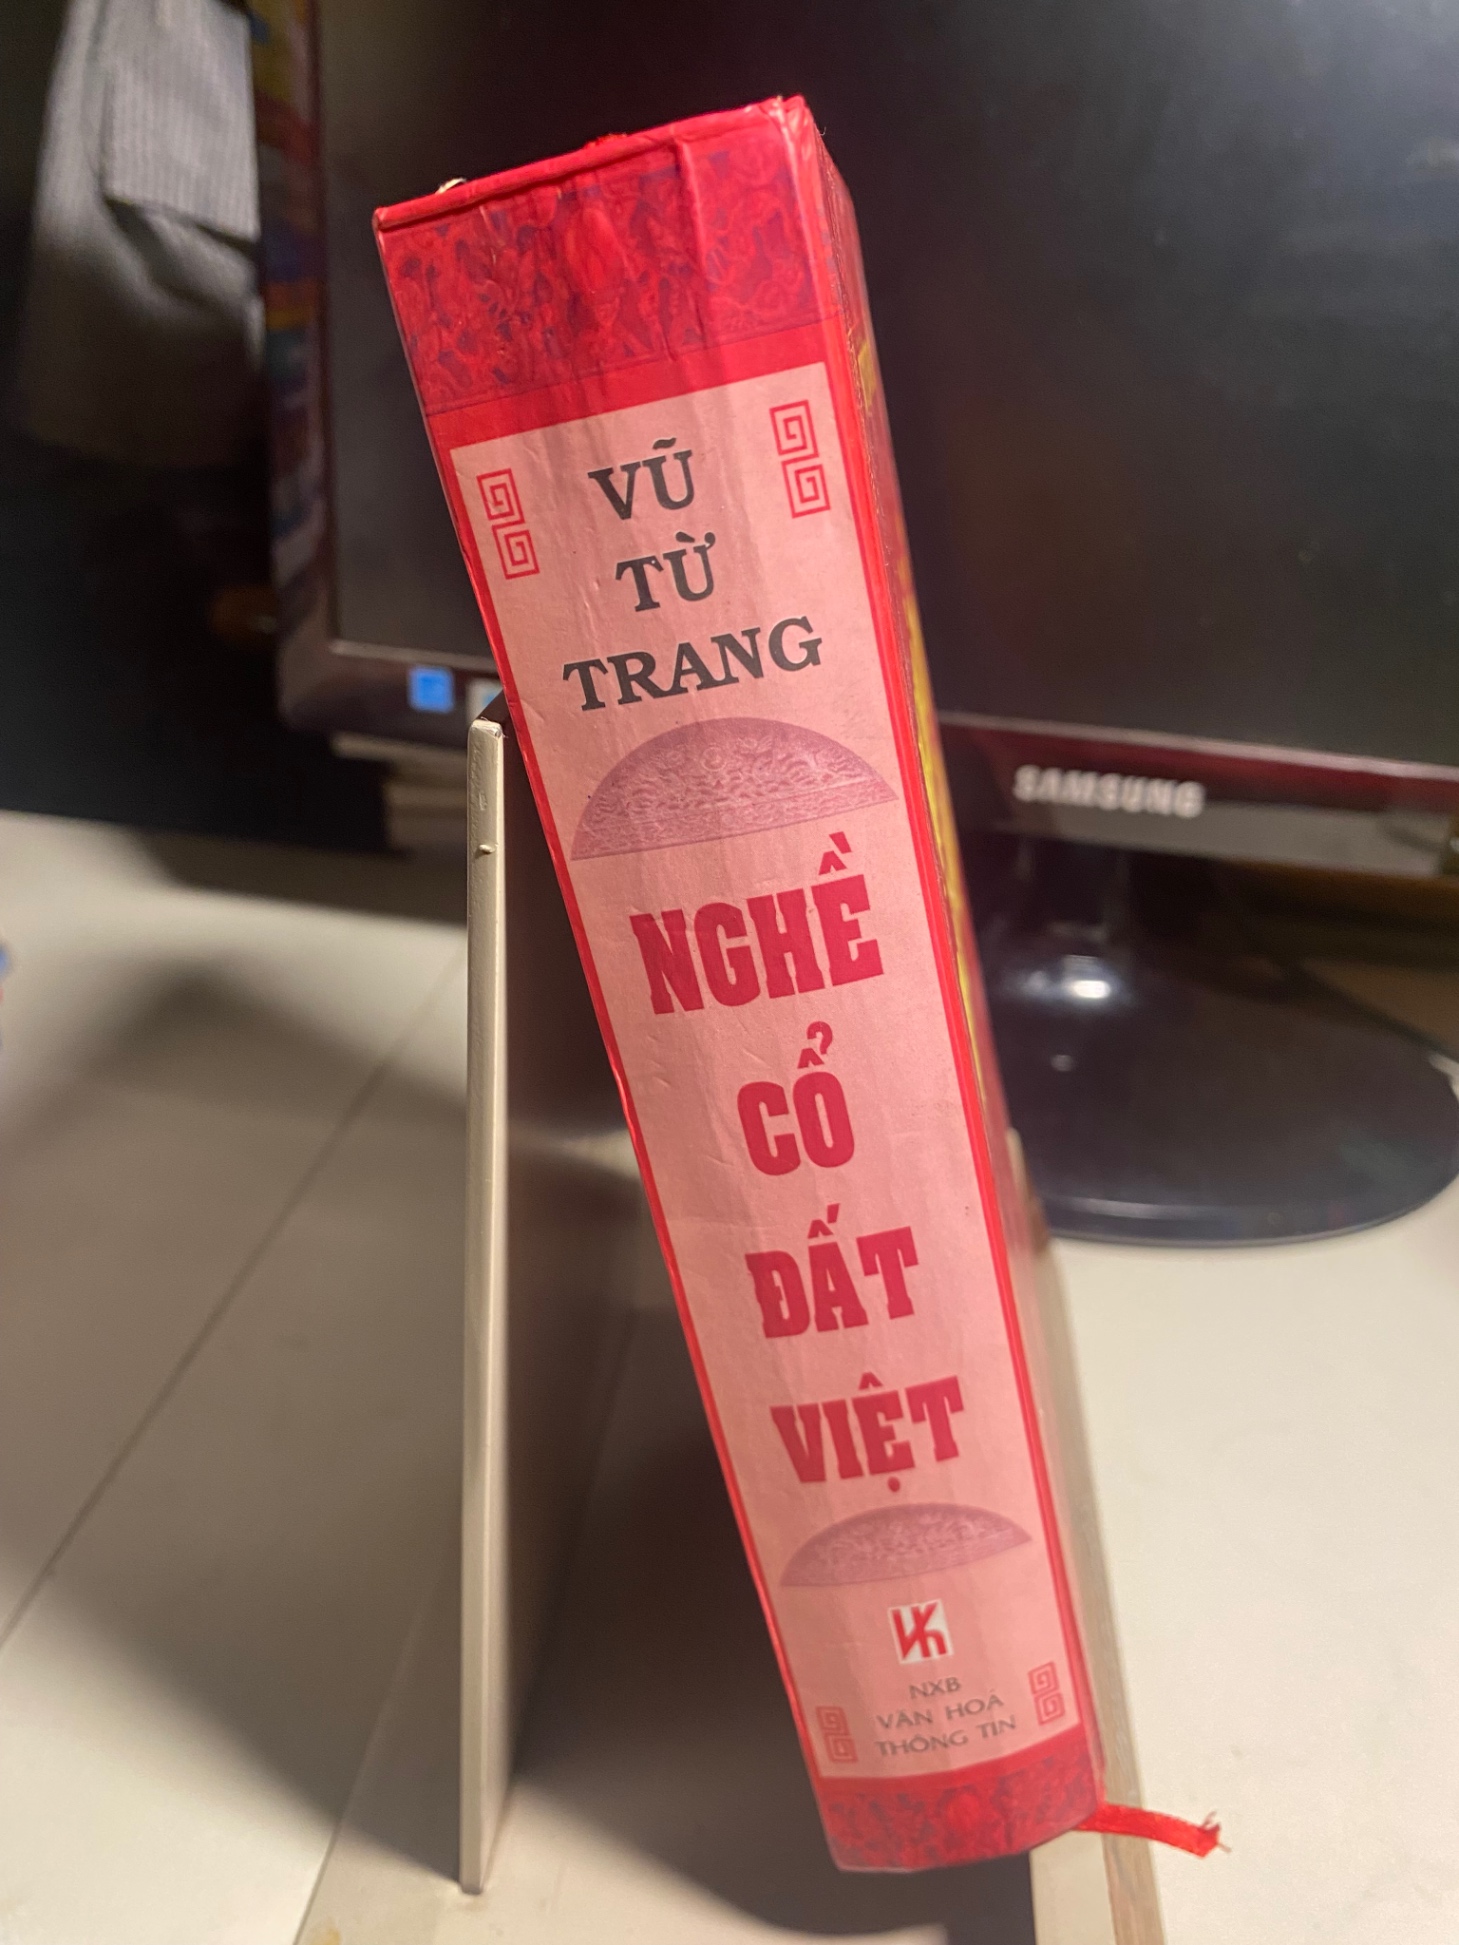 VŨ
TỪ
TRANG
NGHỀ
CỔ
ĐẤT
VIỆT
NXB
VĂN HOÁ
THÔNG TIN
SAMSUNG